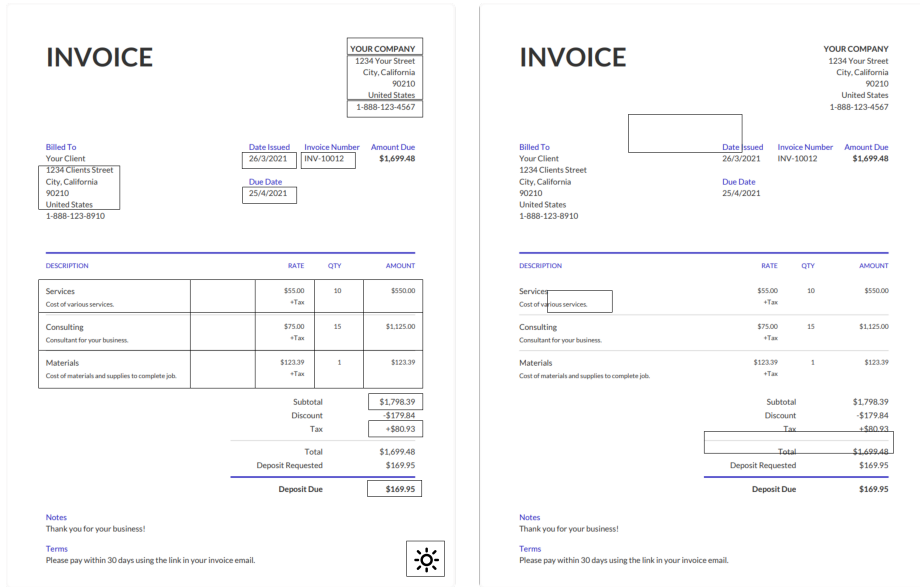 INVOICE
YOUR COMPANY
1234 Your Street
City, California
90210
United States
1-888-123-4567
Billed To
Your Client
1234 Clients Street
City, California
90210
United States
1-888-123-8910
Date Issued
26/3/2021
Invoice Number
INV-10012
Amount Due
$1,699.48
Due Date
25/4/2021
DESCRIPTION RATE QTY AMOUNT
Services $55.00 10 $550.00
Cost of various services. +Tax
Consulting $75.00 15 $1,125.00
Consultant for your business. +Tax
Materials $123.39 1 $123.39
Cost of materials and supplies to complete job. +Tax
Subtotal $1,798.39
Discount -$179.84
Tax +$80.93
Total $1,699.48
Deposit Requested $169.95
Deposit Due $169.95
Notes
Thank you for your business!
Terms
Please pay within 30 days using the link in your invoice email.
INVOICE
YOUR COMPANY
1234 Your Street
City, California
90210
United States
1-888-123-4567
Billed To
Your Client
1234 Clients Street
City, California
90210
United States
1-888-123-8910
Date Issued
26/3/2021
Invoice Number
INV-10012
Amount Due
$1,699.48
Due Date
25/4/2021
DESCRIPTION RATE QTY AMOUNT
Services $55.00 10 $550.00
Cost of various services. +Tax
Consulting $75.00 15 $1,125.00
Consultant for your business. +Tax
Materials $123.39 1 $123.39
Cost of materials and supplies to complete job. +Tax
Subtotal $1,798.39
Discount -$179.84
Tax +$80.93
Total $1,699.48
Deposit Requested $169.95
Deposit Due $169.95
Notes
Thank you for your business!
Terms
Please pay within 30 days using the link in your invoice email.